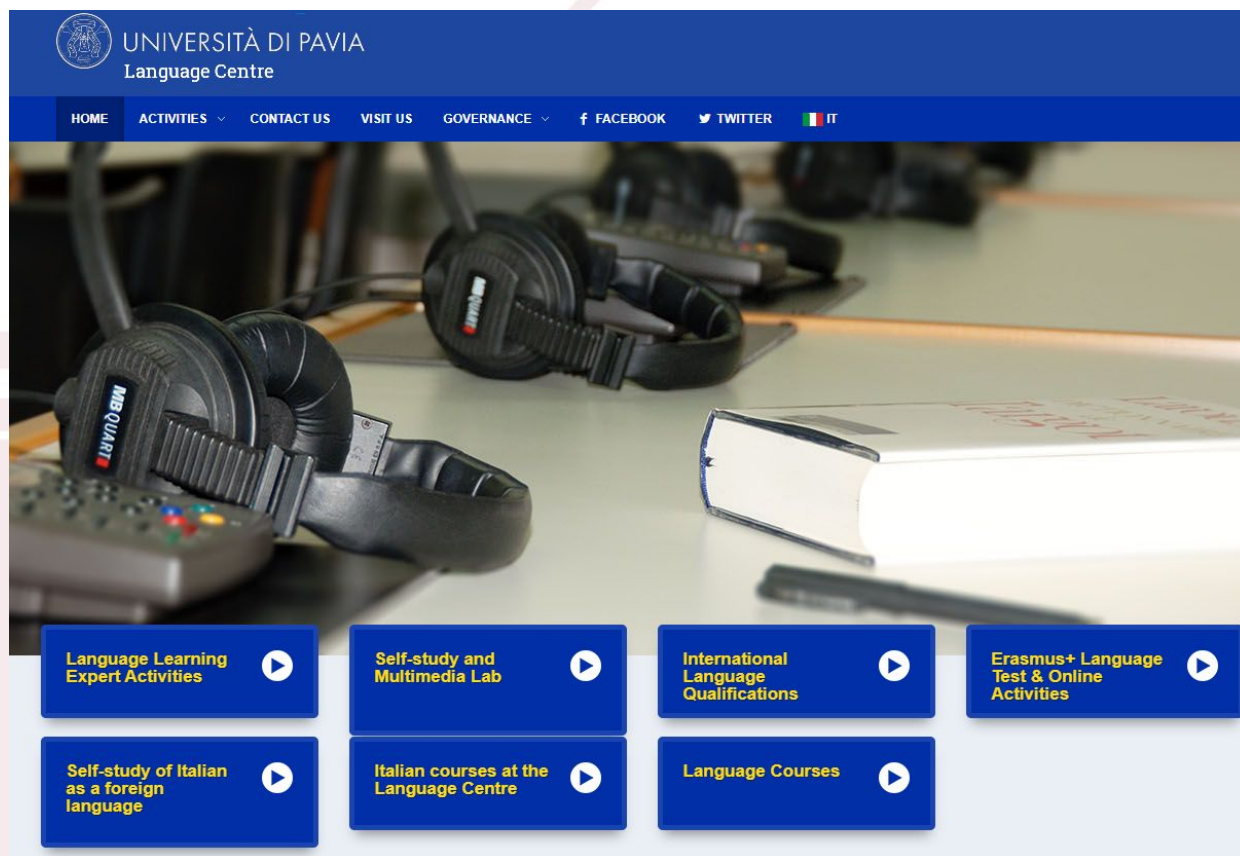 UNIVERSITÀ DI PAVIA
Language Centre
HOME ACTIVITIES CONTACT US VISIT US GOVERNANCE FACEBOOK TWITTER IT
MB QUART
MB QUART
Language Learning
Expert Activities
Self-study and
Multimedia Lab
International
Language
Qualifications
Erasmus+ Language
Test & Online
Activities
Self-study of Italian
as a foreign
language
Italian courses at the
Language Centre
Language Courses